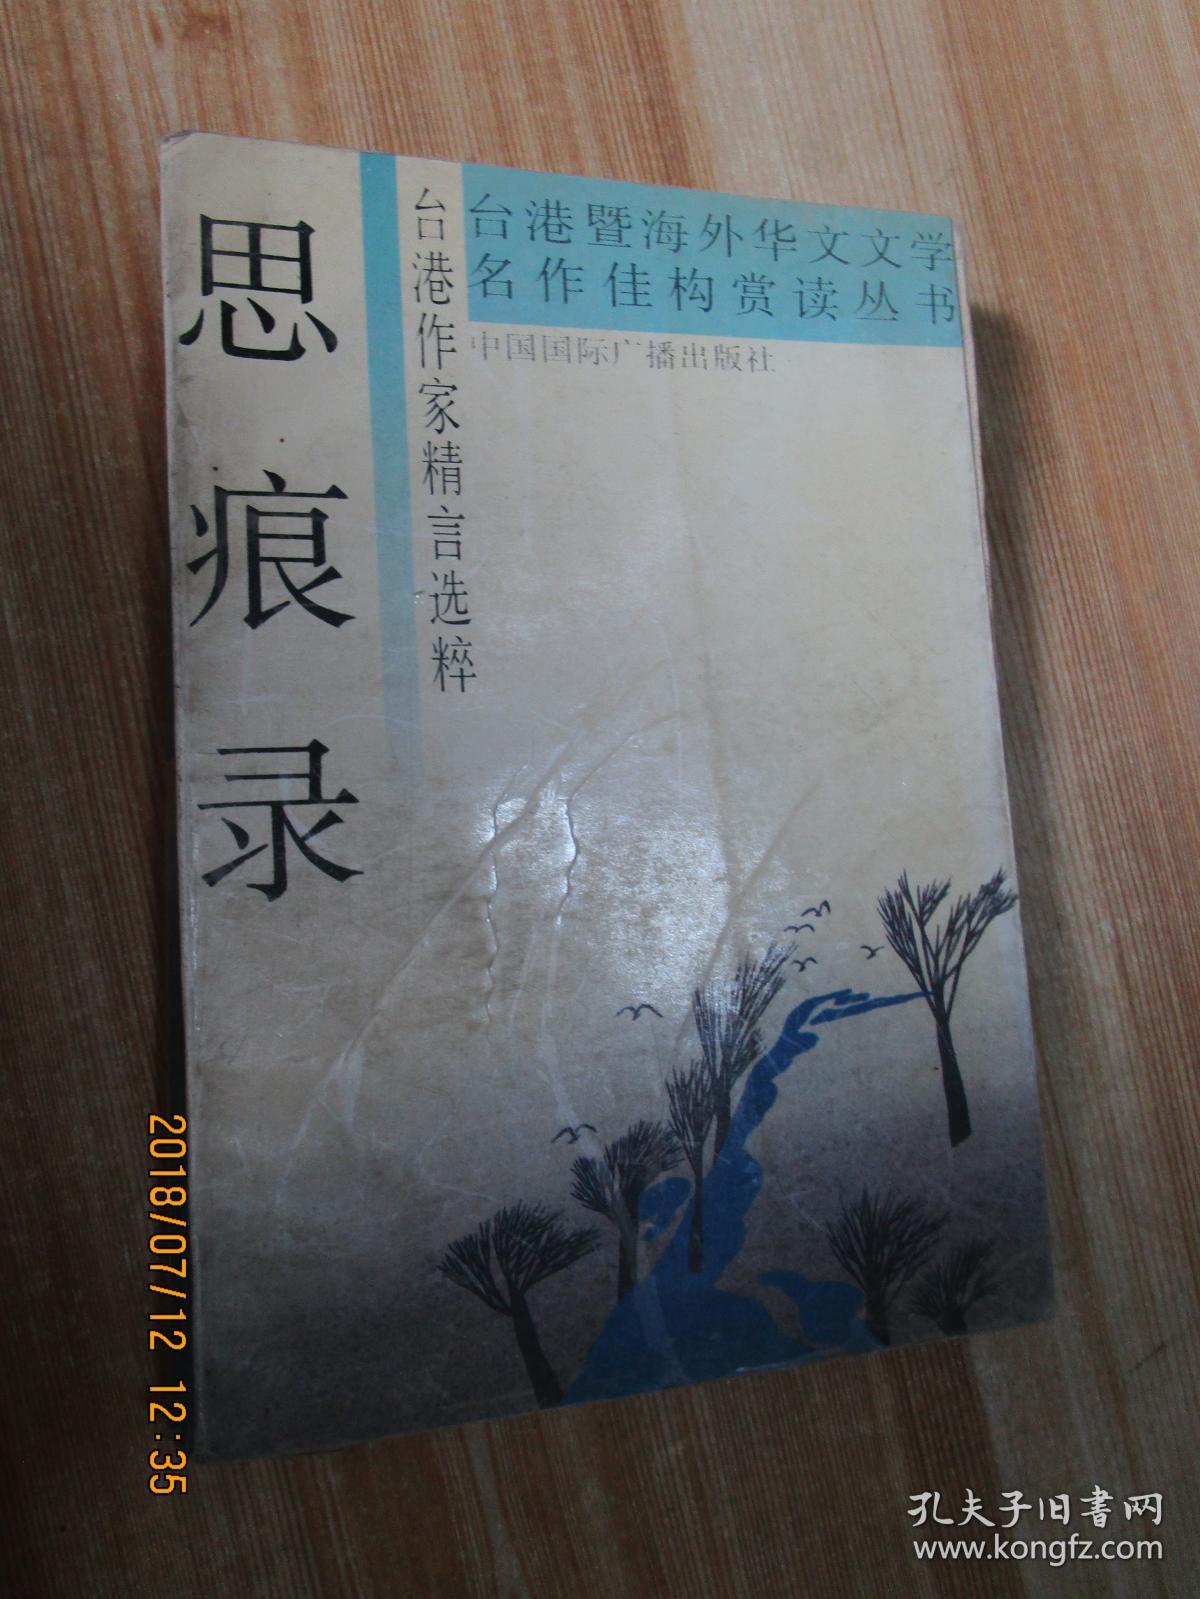 思痕录
台港作家精言选粹
台港暨海外华文文学
名作佳构赏读丛书
中国国际广播出版社
2018/07/12 12:35
孔夫子旧书网
www.kongfz.com